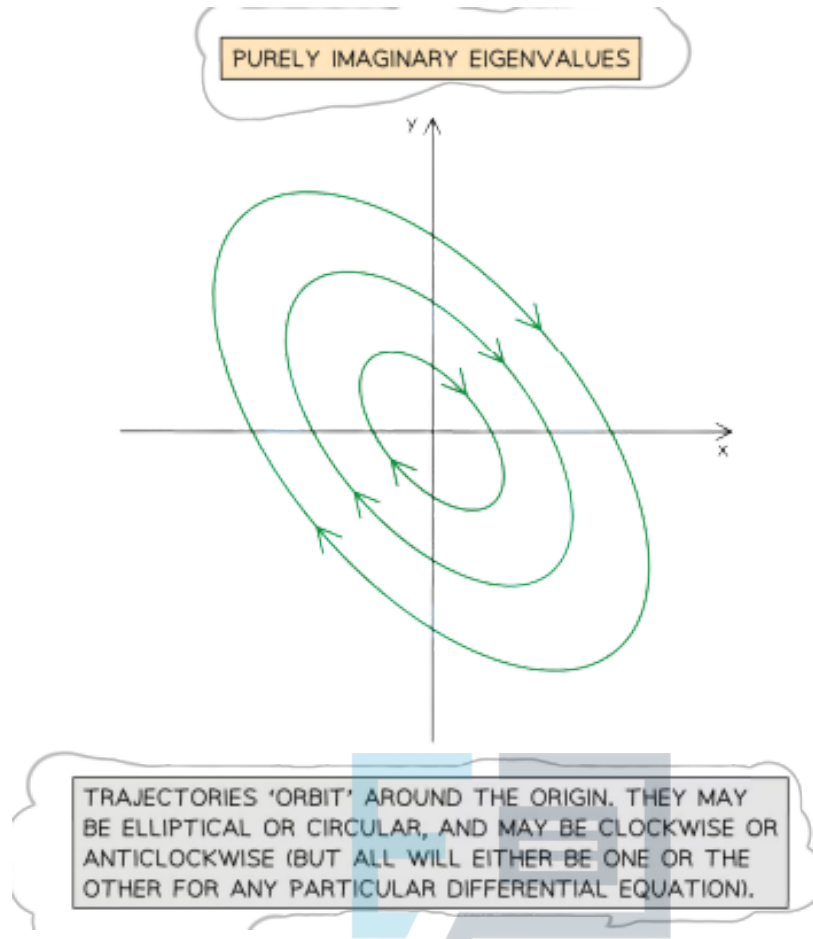 PURELY IMAGINARY EIGENVALUES
y
x
TRAJECTORIES ‘ORBIT’ AROUND THE ORIGIN. THEY MAY
BE ELLIPTICAL OR CIRCULAR, AND MAY BE CLOCKWISE OR
ANTICLOCKWISE (BUT ALL WILL EITHER BE ONE OR THE
OTHER FOR ANY PARTICULAR DIFFERENTIAL EQUATION).